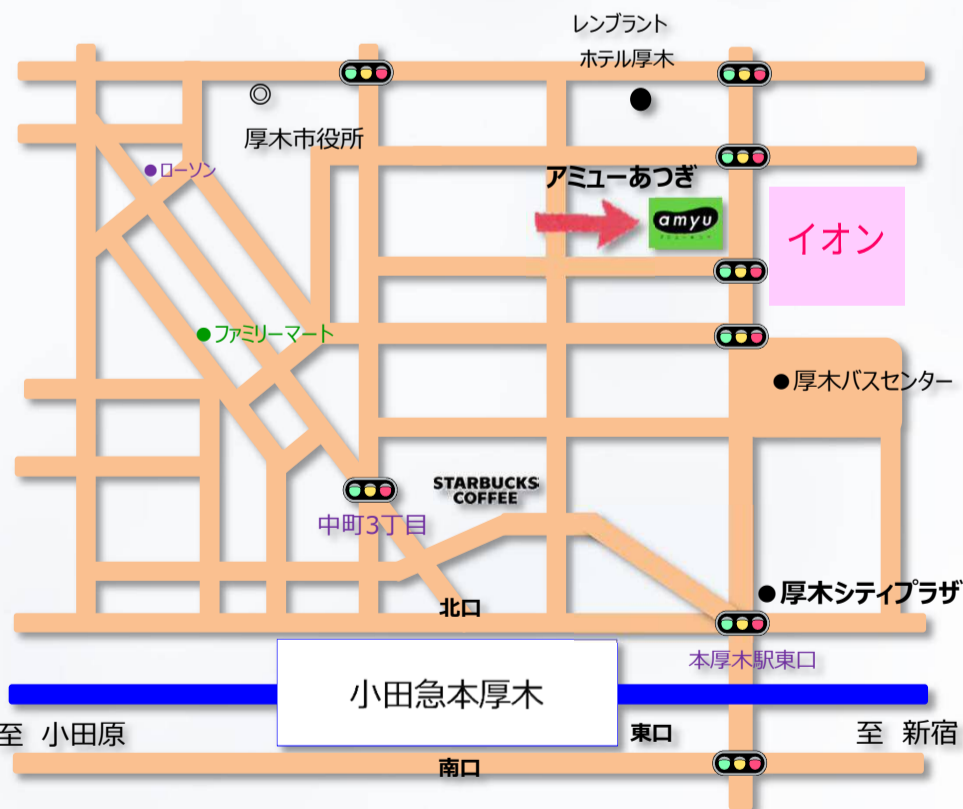 レンブラント
ホテル厚木
◎
厚木市役所
ローソン
アミューあつぎ
amyu
イオン
ファミリーマート
厚木バスセンター
STARBUCKS
COFFEE
中町3丁目
厚木シティプラザ
北口
本厚木駅東口
小田急本厚木
至 小田原
東口
至 新宿
南口